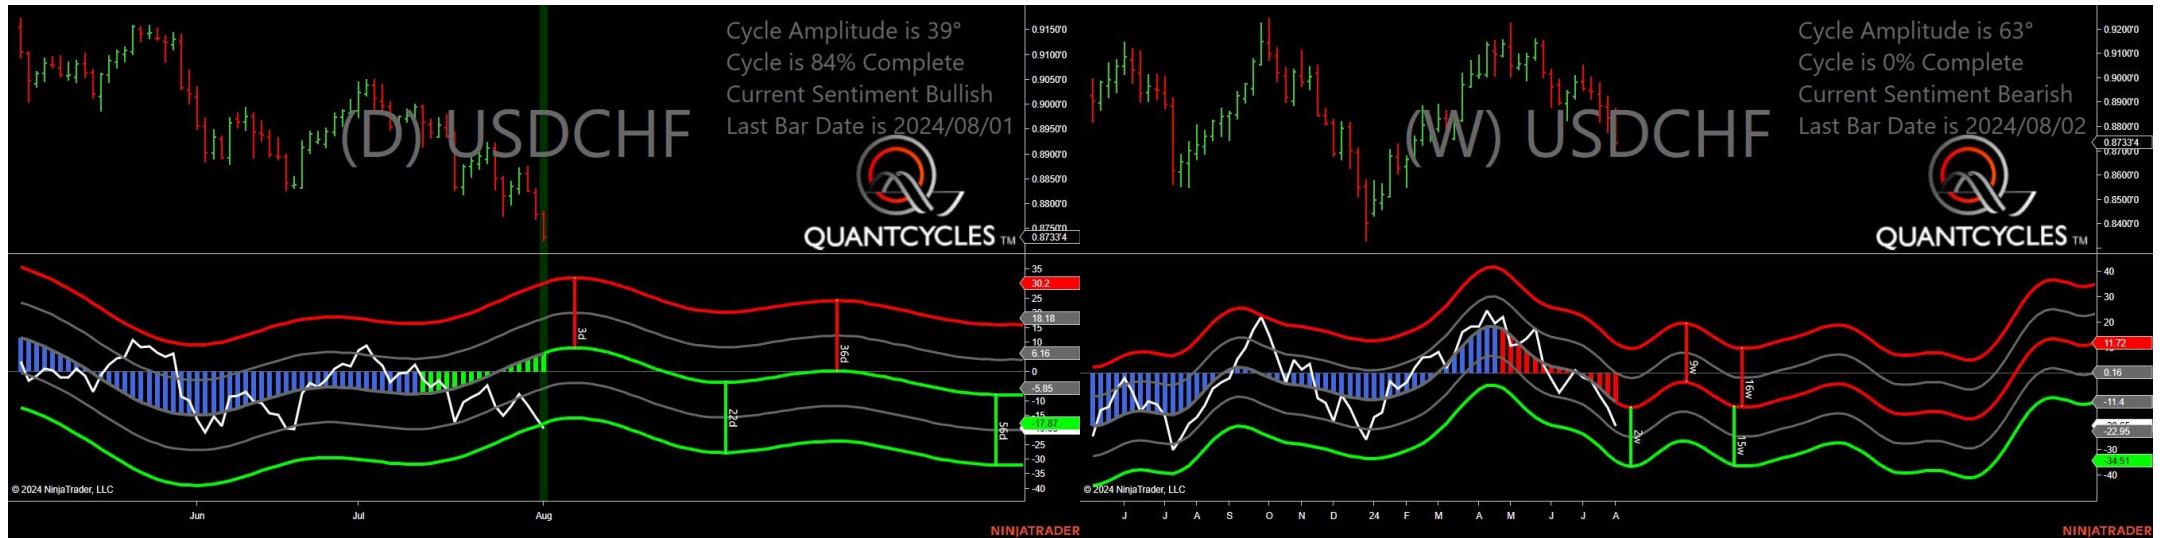 Cycle Amplitude is 39°
Cycle is 84% Complete
Current Sentiment Bullish
Last Bar Date is 2024/08/01
(D) USDCHF
QUANTCYCLES TM
0.9150'0
0.9100'0
0.9050'0
0.9000'0
0.8950'0
0.8900'0
0.8850'0
0.8800'0
0.8750'0
0.8733'4
35
30.2
25
18.18
15
10
6.16
0
-5.85
-10
-15
-17.87
-25
-30
-35
-40
3d
36d
22d
56d
© 2024 NinjaTrader, LLC
Jun
Jul
Aug
NINJATRADER
Cycle Amplitude is 63°
Cycle is 0% Complete
Current Sentiment Bearish
Last Bar Date is 2024/08/02
(W) USDCHF
QUANTCYCLES TM
0.9200'0
0.9100'0
0.9000'0
0.8900'0
0.8800'0
0.8733'4
0.8700'0
0.8600'0
0.8500'0
0.8400'0
40
30
20
11.72
0.16
-11.4
-22.95
-30
-34.51
-40
9w
16w
2w
15w
© 2024 NinjaTrader, LLC
J J A S O N D 24 F M A M J J A
NINJATRADER